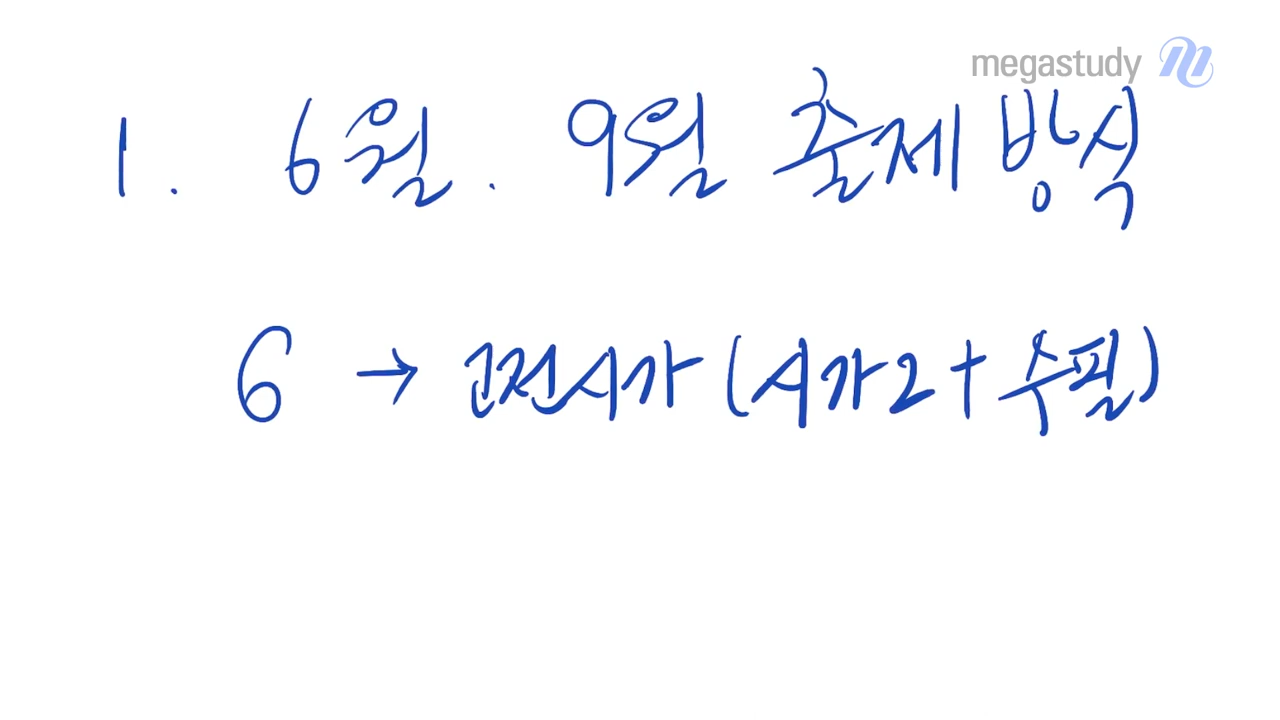 megastudy
1. 6월. 9월 출제 방식
6 → 고전시가 (시가2+수필)